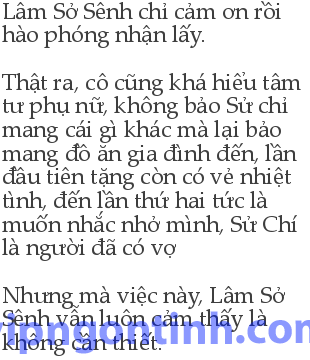 Lâm Sở Sênh chỉ cảm ơn rồi
hào phóng nhận lấy.
Thật ra, cô cũng khá hiểu tâm
tư phụ nữ, không bảo Sử chỉ
mang cái gì khác mà lại bảo
mang đô ăn gia đình đến, lần
đâu tiên tặng còn có vẻ nhiệt
tình, đến lần thứ hai tức là
muốn nhắc nhở mình, Sử Chí
là người đã có vợ
Nhưng mà việc này, Lâm Sở
Sênh vẫn luôn cảm thấy là
không cần thiết.
vipngontinh.com